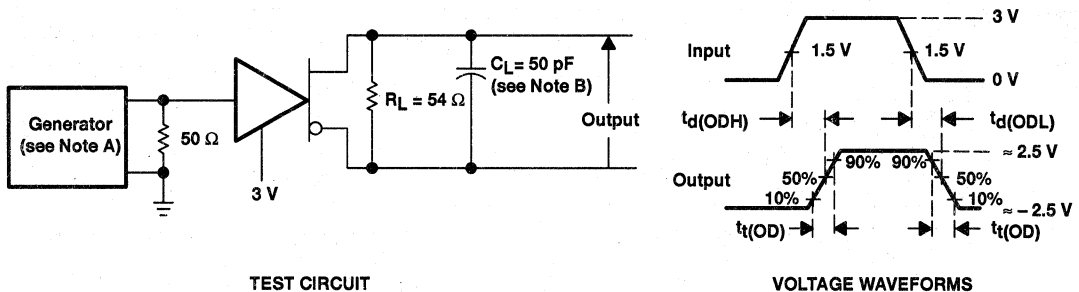 Generator
(see Note A)
50 Ω
3 V
RL = 54 Ω
CL = 50 pF
(see Note B)
Output
TEST CIRCUIT
3 V
Input
1.5 V
1.5 V
0 V
td(ODH)
td(ODL)
≈ 2.5 V
90%
90%
Output
50%
50%
10%
10%
≈ – 2.5 V
tt(OD)
tt(OD)
VOLTAGE WAVEFORMS